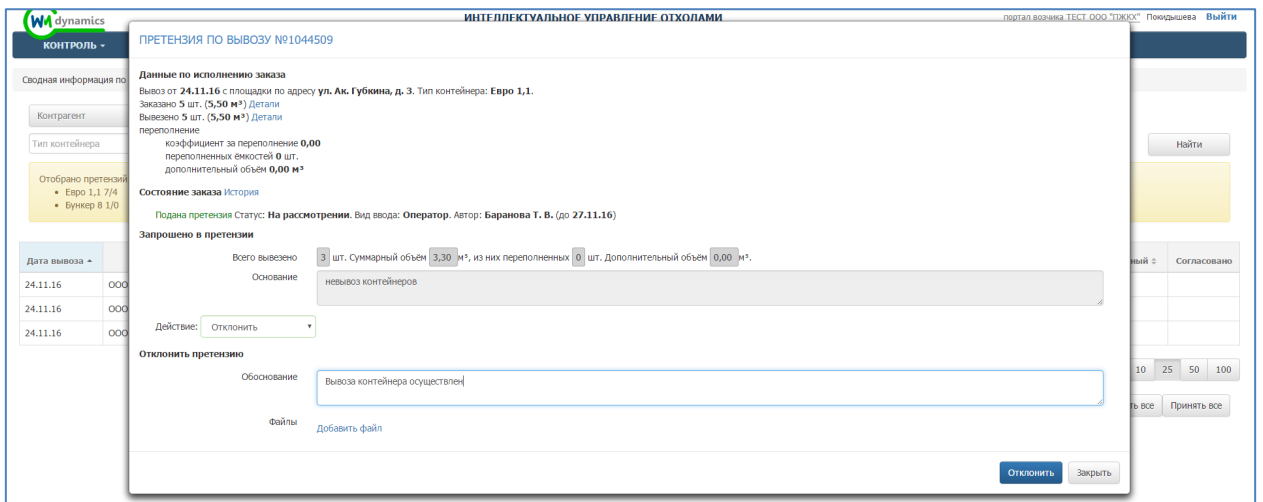 WM dynamics
ИНТЕЛЛЕКТУАЛЬНОЕ УПРАВЛЕНИЕ ОТХОДАМИ
портал возчика ТЕСТ ООО "ПЖКХ" Покидышева Выйти
КОНТРОЛЬ
ПРЕТЕНЗИЯ ПО ВЫВОЗУ №1044509
Сводная информация по
Данные по исполнению заказа
Вывоз от 24.11.16 с площадки по адресу ул. Ак. Губкина, д. 3. Тип контейнера: Евро 1,1.
Заказано 5 шт. (5,50 м³) Детали
Вывезено 5 шт. (5,50 м³) Детали
переполнение
коэффициент за переполнение 0,00
переполненных ёмкостей 0 шт.
дополнительный объём 0,00 м³
Контрагент
Тип контейнера
Найти
Отобрано претензий
• Евро 1,1 7/4
• Бункер 8 1/0
Состояние заказа История
Подана претензия Статус: На рассмотрении. Вид ввода: Оператор. Автор: Баранова Т. В. (до 27.11.16)
Запрошено в претензии
Всего вывезено 3 шт. Суммарный объём 3,30 м³, из них переполненных 0 шт. Дополнительный объём 0,00 м³.
Основание невывоз контейнеров
Дата вывоза ный Согласовано
24.11.16 ООО
24.11.16 ООО
24.11.16 ООО
Действие: Отклонить
Отклонить претензию
Обоснование Вывоза контейнера осуществлен
Файлы Добавить файл
10 25 50 100
ть все Принять все
Отклонить Закрыть